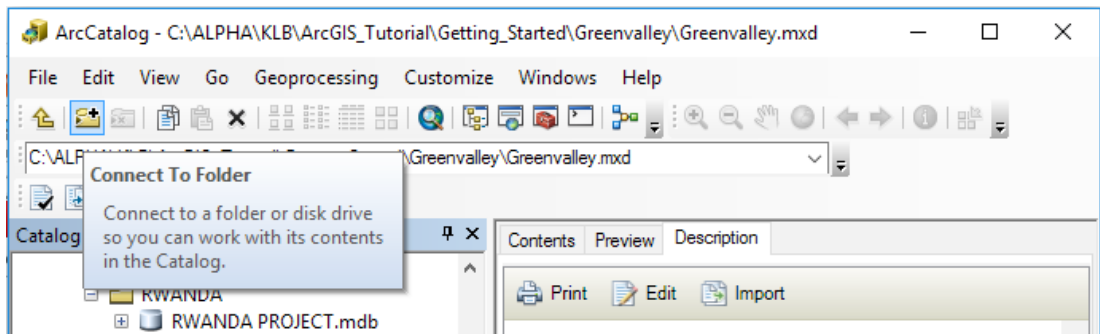 ArcCatalog - C:\ALPHA\KLB\ArcGIS_Tutorial\Getting_Started\Greenvalley\Greenvalley.mxd
File Edit View Go Geoprocessing Customize Windows Help
\Greenvalley\Greenvalley.mxd
Connect To Folder
Connect to a folder or disk drive
so you can work with its contents
in the Catalog.
Catalog
Contents Preview Description
Print Edit Import
RWANDA
RWANDA PROJECT.mdb